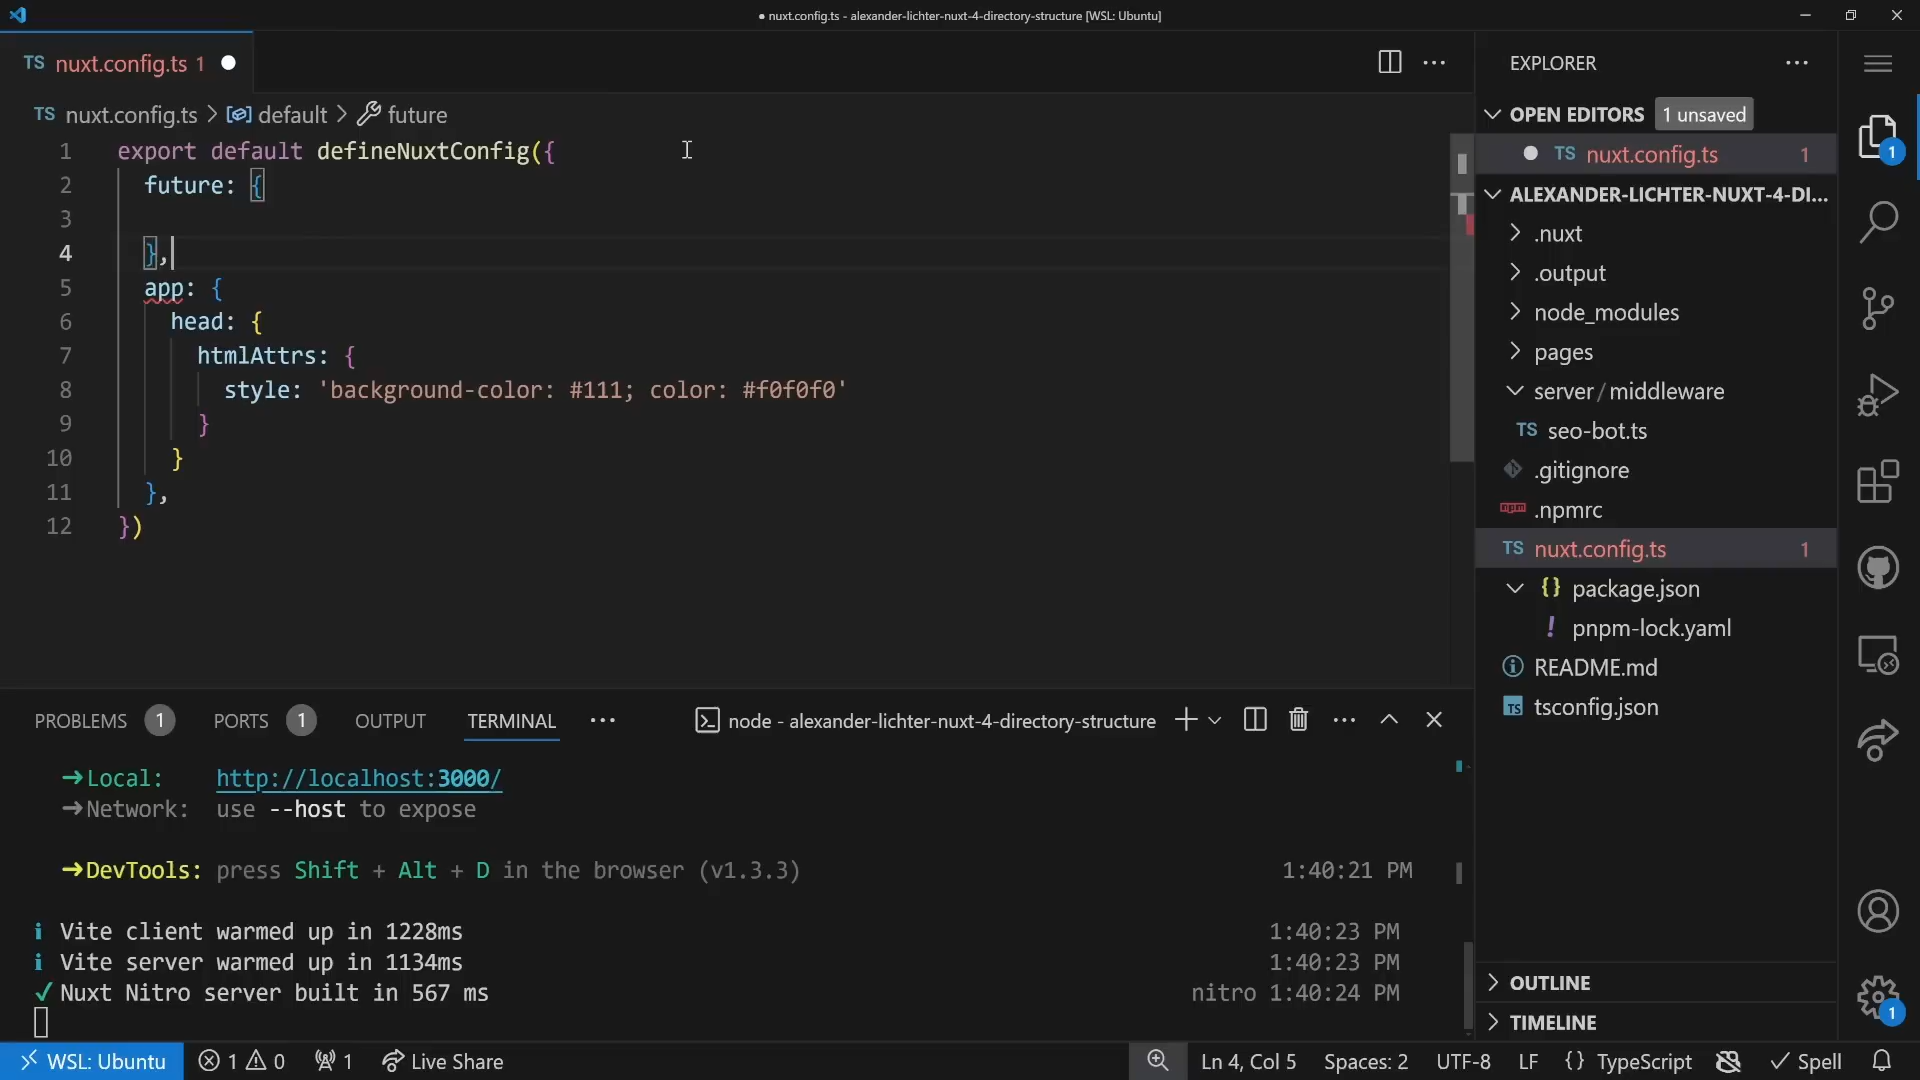 ● nuxt.config.ts - alexander-lichter-nuxt-4-directory-structure [WSL: Ubuntu]
TS nuxt.config.ts 1 ●
TS nuxt.config.ts > default > future
1 export default defineNuxtConfig({
2 future: {
3
4 },
5 app: {
6 head: {
7 htmlAttrs: {
8 style: 'background-color: #111; color: #f0f0f0'
9 }
10 }
11 },
12 })
PROBLEMS 1 PORTS 1 OUTPUT TERMINAL ··· node - alexander-lichter-nuxt-4-directory-structure
➜ Local: http://localhost:3000/
➜ Network: use --host to expose
➜ DevTools: press Shift + Alt + D in the browser (v1.3.3) 1:40:21 PM
ℹ Vite client warmed up in 1228ms 1:40:23 PM
ℹ Vite server warmed up in 1134ms 1:40:23 PM
✓ Nuxt Nitro server built in 567 ms nitro 1:40:24 PM
EXPLORER
OPEN EDITORS 1 unsaved
● TS nuxt.config.ts 1
ALEXANDER-LICHTER-NUXT-4-DI...
.nuxt
.output
node_modules
pages
server/middleware
TS seo-bot.ts
.gitignore
npm .npmrc
TS nuxt.config.ts 1
{} package.json
! pnpm-lock.yaml
README.md
TS tsconfig.json
OUTLINE
TIMELINE
1
1
WSL: Ubuntu 1 0 1 Live Share Ln 4, Col 5 Spaces: 2 UTF-8 LF {} TypeScript Spell